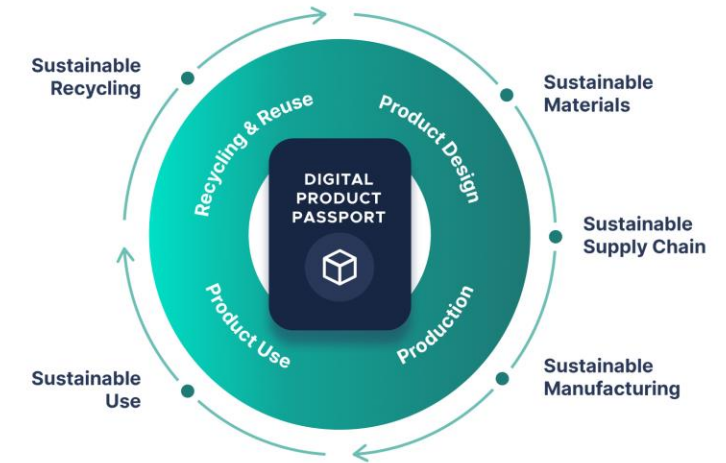 Sustainable
Recycling
Sustainable
Materials
Recycling & Reuse
Product Design
DIGITAL
PRODUCT
PASSPORT
Sustainable
Supply Chain
Product Use
Production
Sustainable
Use
Sustainable
Manufacturing